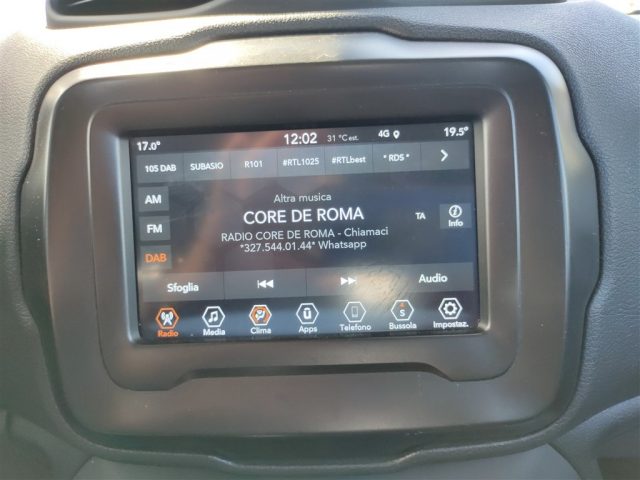 17.0° 12:02 31 °C est. 4G 19.5°
105 DAB SUBASIO R101 #RTL1025 #RTLbest * RDS *
AM
Altra musica
CORE DE ROMA
TA
Info
FM
RADIO CORE DE ROMA - Chiamaci
*327.544.01.44* Whatsapp
DAB
Sfoglia Audio
Radio Media Clima Apps Telefono S Bussola Impostaz.